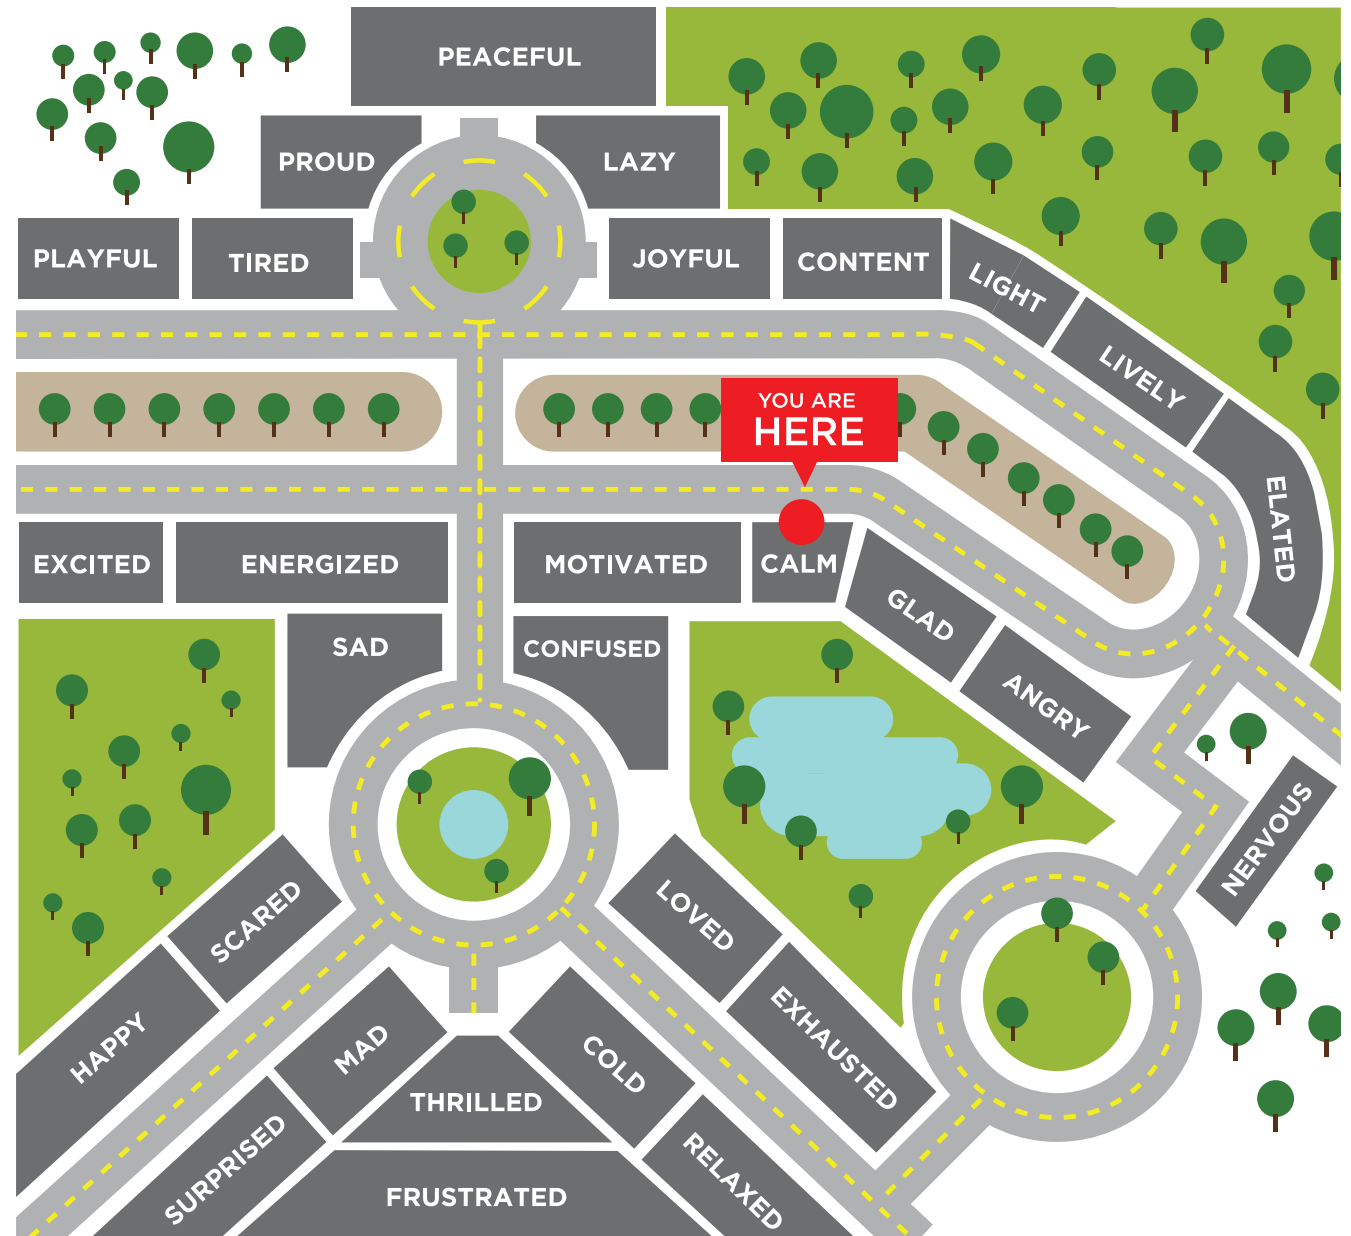 PEACEFUL
PROUD
LAZY
PLAYFUL
TIRED
JOYFUL
CONTENT
LIGHT
LIVELY
ELATED
YOU ARE
HERE
EXCITED
ENERGIZED
MOTIVATED
CALM
GLAD
ANGRY
SAD
CONFUSED
NERVOUS
SCARED
LOVED
HAPPY
EXHAUSTED
MAD
COLD
THRILLED
SURPRISED
RELAXED
FRUSTRATED